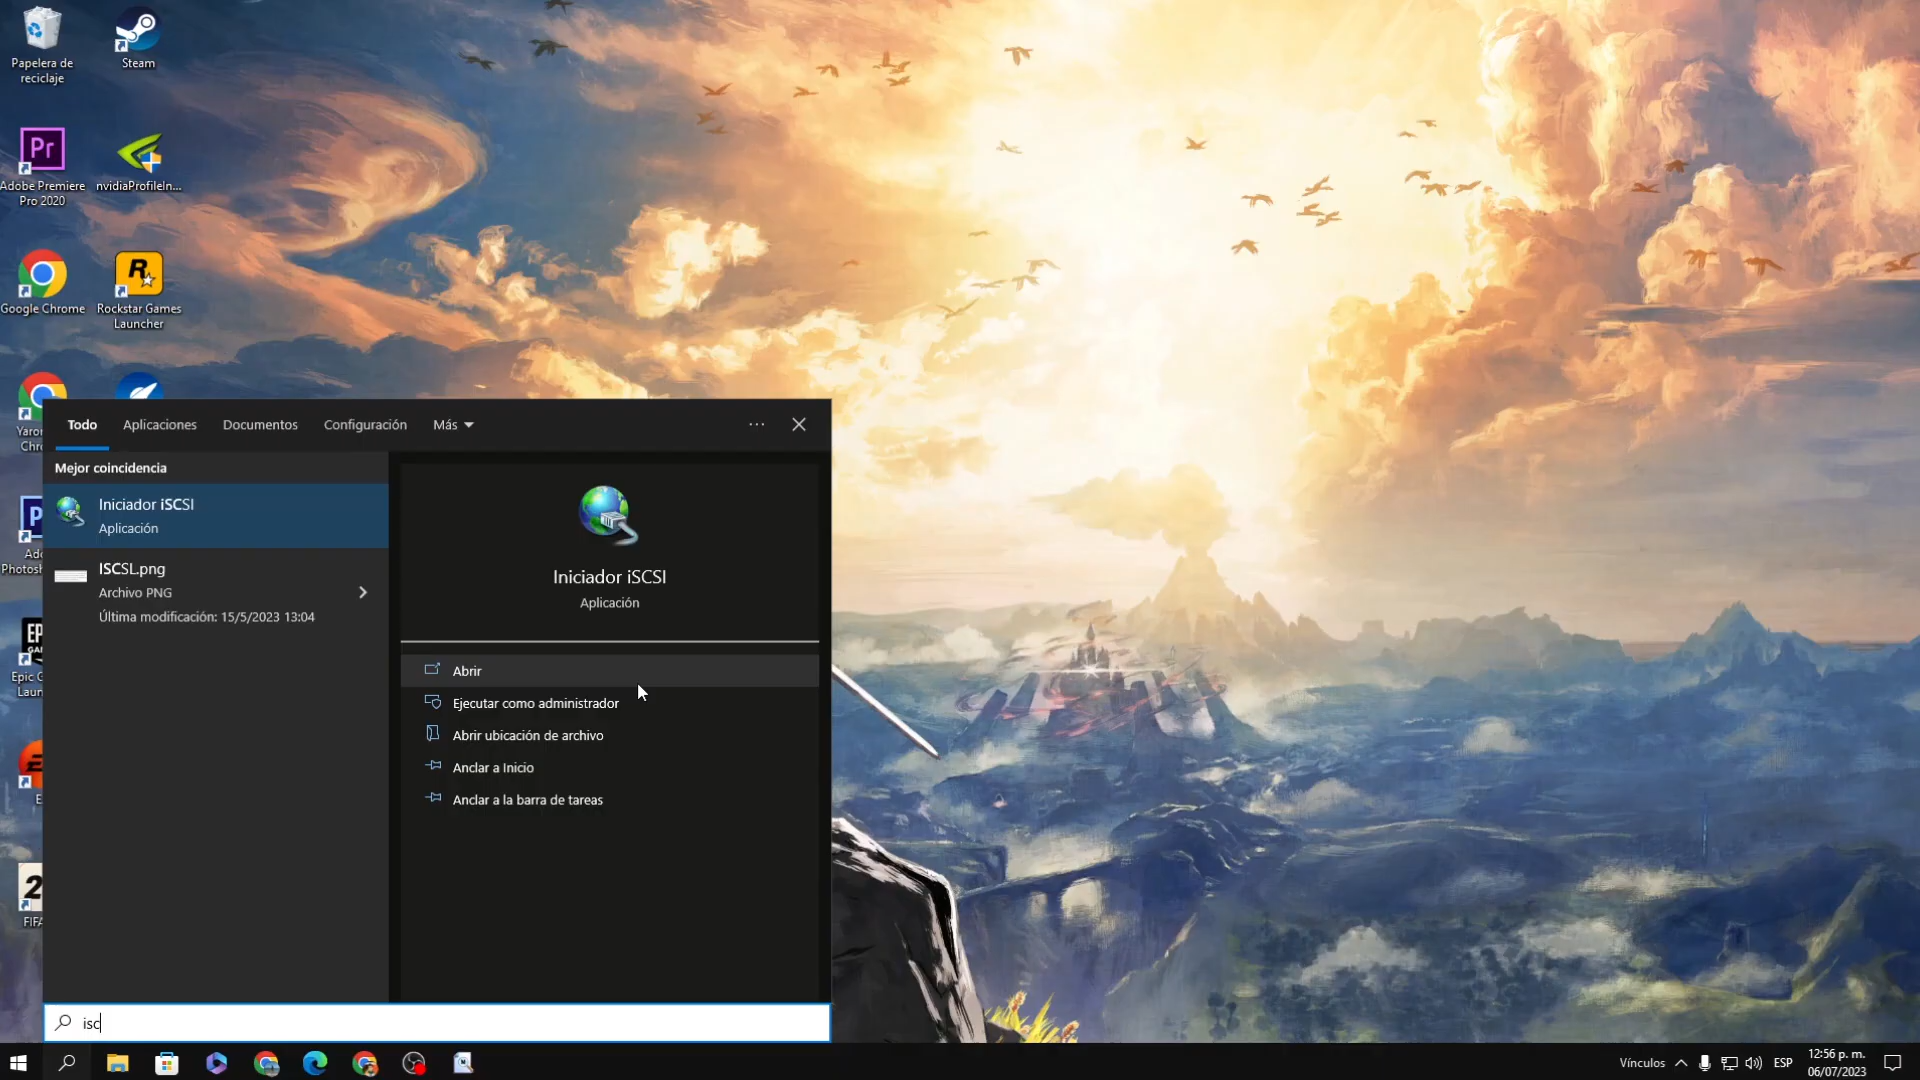 Papelera de
reciclaje
Steam
Pr
Adobe Premiere
Pro 2020
nvidiaProfileIn...
Google Chrome
Rockstar Games
Launcher
Todo
Aplicaciones
Documentos
Configuración
Más
Mejor coincidencia
Iniciador iSCSI
Aplicación
ISCSI.png
Archivo PNG
Última modificación: 15/5/2023 13:04
Iniciador iSCSI
Aplicación
Abrir
Ejecutar como administrador
Abrir ubicación de archivo
Anclar a Inicio
Anclar a la barra de tareas
isc
Vínculos
ESP
12:56 p. m.
06/07/2023